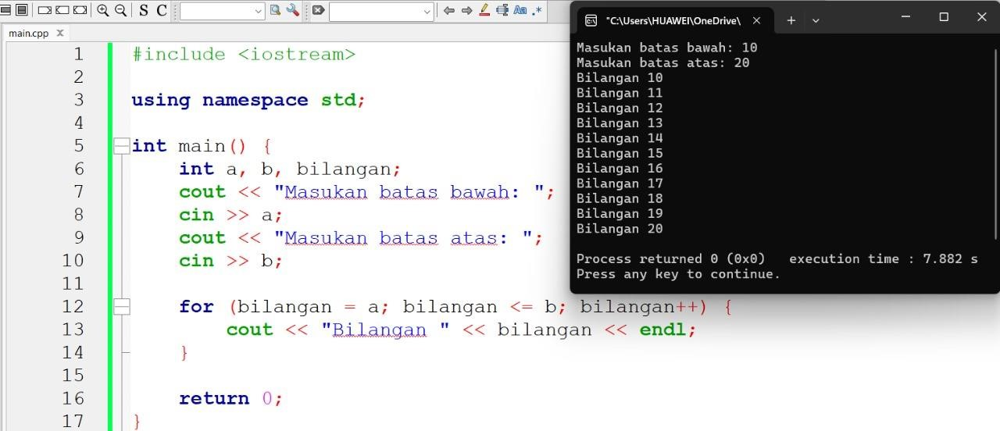 S C
Aa .*
main.cpp X
1 #include <iostream>
2
3 using namespace std;
4
5 int main() {
6     int a, b, bilangan;
7     cout << "Masukan batas bawah: ";
8     cin >> a;
9     cout << "Masukan batas atas: ";
10     cin >> b;
11
12     for (bilangan = a; bilangan <= b; bilangan++) {
13         cout << "Bilangan " << bilangan << endl;
14     }
15
16     return 0;
17 }
"C:\Users\HUAWEI\OneDrive\
Masukan batas bawah: 10
Masukan batas atas: 20
Bilangan 10
Bilangan 11
Bilangan 12
Bilangan 13
Bilangan 14
Bilangan 15
Bilangan 16
Bilangan 17
Bilangan 18
Bilangan 19
Bilangan 20
Process returned 0 (0x0)   execution time : 7.882 s
Press any key to continue.